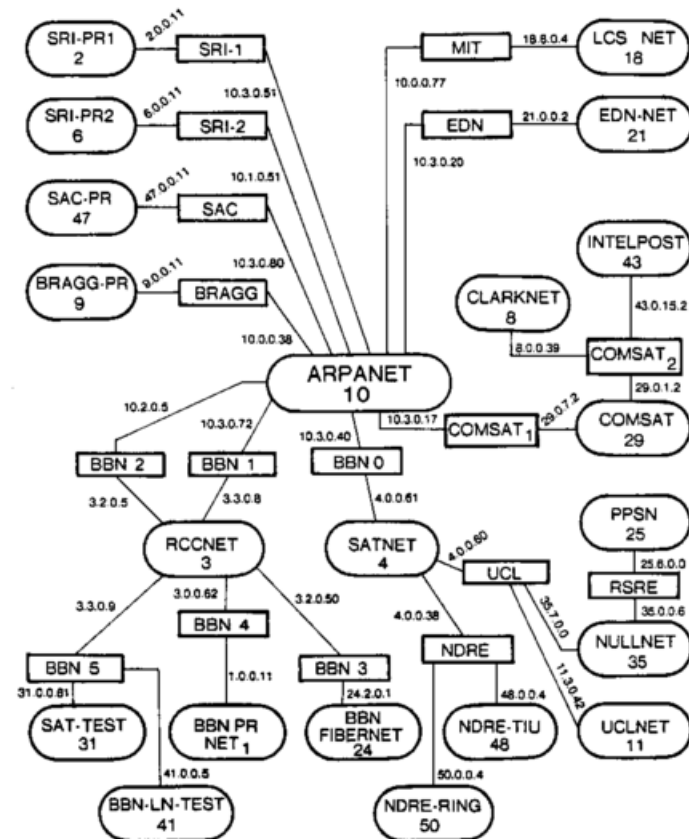 SRI-PR1
2
2.0.0.11
SRI-1
10.3.0.51
MIT
10.0.0.77
18.8.0.4
LCS NET
18
SRI-PR2
6
6.0.0.11
SRI-2
10.1.0.51
EDN
10.3.0.20
21.0.0.2
EDN-NET
21
SAC-PR
47
47.0.0.11
SAC
10.3.0.80
BRAGG-PR
9
9.0.0.11
BRAGG
10.0.0.38
INTELPOST
43
43.0.15.2
CLARKNET
8
8.0.0.39
COMSAT2
29.0.1.2
ARPANET
10
10.3.0.17
COMSAT1
29.0.7.2
COMSAT
29
10.2.0.5
BBN 2
3.2.0.5
10.3.0.72
BBN 1
3.3.0.8
10.3.0.40
BBN 0
4.0.0.61
RCCNET
3
SATNET
4
4.0.0.60
UCL
35.7.0.0
11.3.0.42
PPSN
25
25.6.0.0
RSRE
35.0.0.6
NULLNET
35
UCLNET
11
3.3.0.9
BBN 5
3.0.0.62
BBN 4
3.2.0.50
BBN 3
4.0.0.38
NDRE
31.0.0.81
SAT-TEST
31
1.0.0.11
BBN PR
NET1
24.2.0.1
BBN
FIBERNET
24
48.0.0.4
NDRE-TIU
48
41.0.0.5
BBN-LN-TEST
41
50.0.0.4
NDRE-RING
50